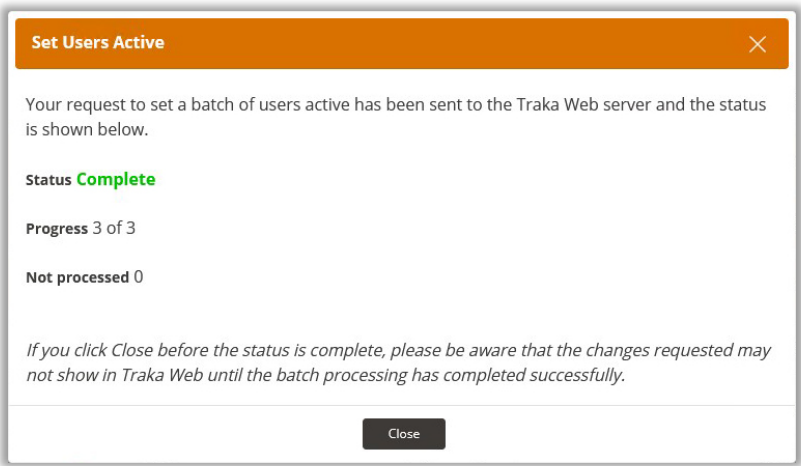 Set Users Active
Your request to set a batch of users active has been sent to the Traka Web server and the status
is shown below.
Status Complete
Progress 3 of 3
Not processed 0
If you click Close before the status is complete, please be aware that the changes requested may
not show in Traka Web until the batch processing has completed successfully.
Close